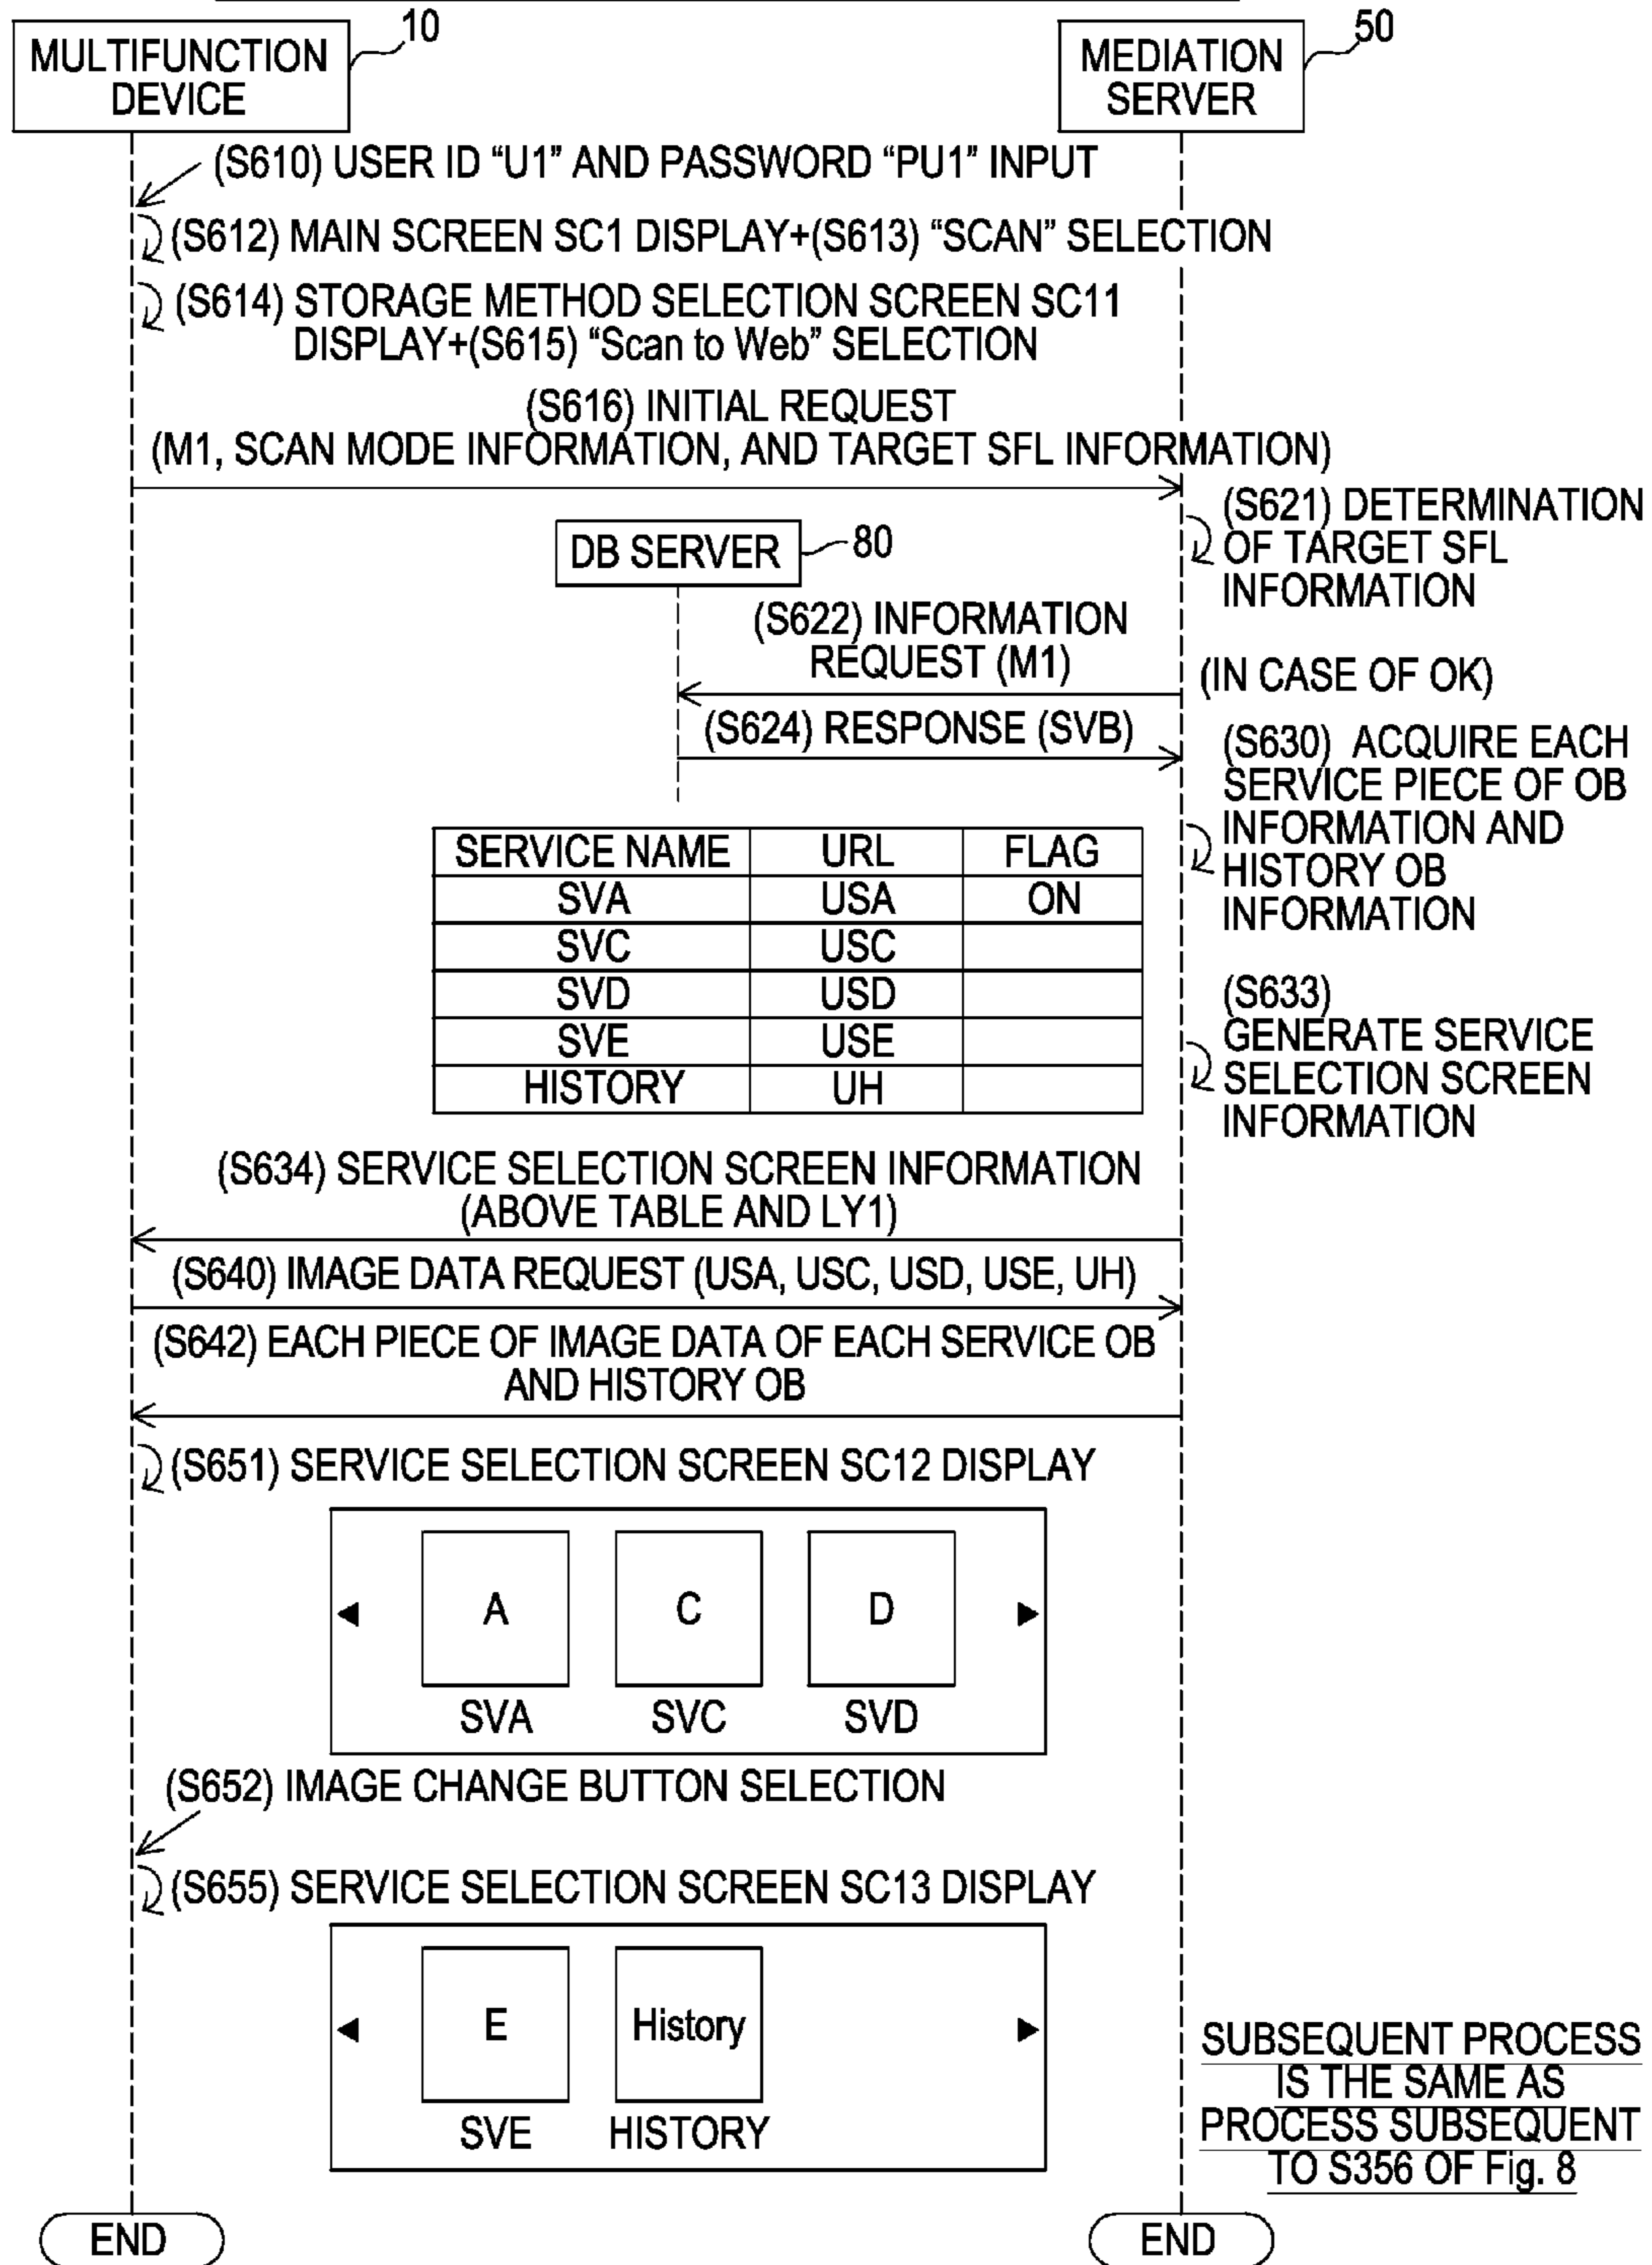 10
50
MULTIFUNCTION
DEVICE
MEDIATION
SERVER
(S610) USER ID “U1” AND PASSWORD “PU1” INPUT
(S612) MAIN SCREEN SC1 DISPLAY+(S613) “SCAN” SELECTION
(S614) STORAGE METHOD SELECTION SCREEN SC11
DISPLAY+(S615) “Scan to Web” SELECTION
(S616) INITIAL REQUEST
(M1, SCAN MODE INFORMATION, AND TARGET SFL INFORMATION)
(S621) DETERMINATION
OF TARGET SFL
INFORMATION
DB SERVER
80
(S622) INFORMATION
REQUEST (M1)
(IN CASE OF OK)
(S624) RESPONSE (SVB)
(S630) ACQUIRE EACH
SERVICE PIECE OF OB
INFORMATION AND
HISTORY OB
INFORMATION
SERVICE NAME URL FLAG
SVA USA ON
SVC USC
SVD USD
SVE USE
HISTORY UH
(S633)
GENERATE SERVICE
SELECTION SCREEN
INFORMATION
(S634) SERVICE SELECTION SCREEN INFORMATION
(ABOVE TABLE AND LY1)
(S640) IMAGE DATA REQUEST (USA, USC, USD, USE, UH)
(S642) EACH PIECE OF IMAGE DATA OF EACH SERVICE OB
AND HISTORY OB
(S651) SERVICE SELECTION SCREEN SC12 DISPLAY
A C D
SVA SVC SVD
(S652) IMAGE CHANGE BUTTON SELECTION
(S655) SERVICE SELECTION SCREEN SC13 DISPLAY
E History
SVE HISTORY
SUBSEQUENT PROCESS
IS THE SAME AS
PROCESS SUBSEQUENT
TO S356 OF Fig. 8
END
END